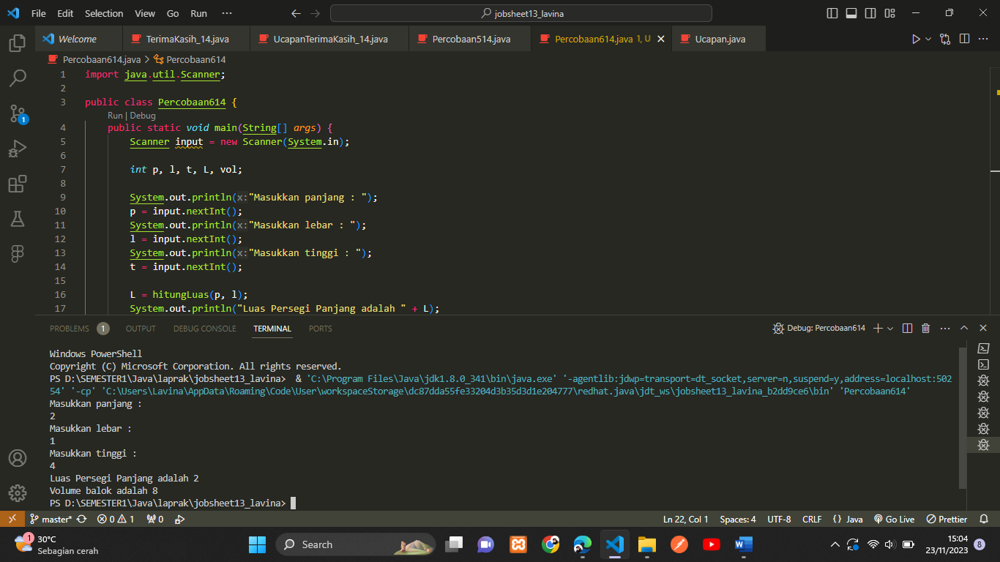 File Edit Selection View Go Run ··· jobsheet13_lavina
Welcome TerimaKasih_14.java UcapanTerimaKasih_14.java Percobaan514.java Percobaan614.java 1, U Ucapan.java
Percobaan614.java > Percobaan614
1 import java.util.Scanner;
2
3 public class Percobaan614 {
Run | Debug
4 public static void main(String[] args) {
5 Scanner input = new Scanner(System.in);
6
7 int p, l, t, L, vol;
8
9 System.out.println(x:"Masukkan panjang : ");
10 p = input.nextInt();
11 System.out.println(x:"Masukkan lebar : ");
12 l = input.nextInt();
13 System.out.println(x:"Masukkan tinggi : ");
14 t = input.nextInt();
15
16 L = hitungLuas(p, l);
17 System.out.println("Luas Persegi Panjang adalah " + L);
PROBLEMS 1 OUTPUT DEBUG CONSOLE TERMINAL PORTS Debug: Percobaan614
Windows PowerShell
Copyright (C) Microsoft Corporation. All rights reserved.
PS D:\SEMESTER1\Java\laprak\jobsheet13_lavina> & 'C:\Program Files\Java\jdk1.8.0_341\bin\java.exe' '-agentlib:jdwp=transport=dt_socket,server=n,suspend=y,address=localhost:502
54' '-cp' 'C:\Users\Lavina\AppData\Roaming\Code\User\workspaceStorage\dc87dda55fe33204d3b35d3d1e204777\redhat.java\jdt_ws\jobsheet13_lavina_b2dd9ce6\bin' 'Percobaan614'
Masukkan panjang :
2
Masukkan lebar :
1
Masukkan tinggi :
4
Luas Persegi Panjang adalah 2
Volume balok adalah 8
PS D:\SEMESTER1\Java\laprak\jobsheet13_lavina>
master* 0 1 0 Ln 22, Col 1 Spaces: 4 UTF-8 CRLF {} Java Go Live Prettier
1 30°C
Sebagian cerah
Search
15:04
23/11/2023 8
1